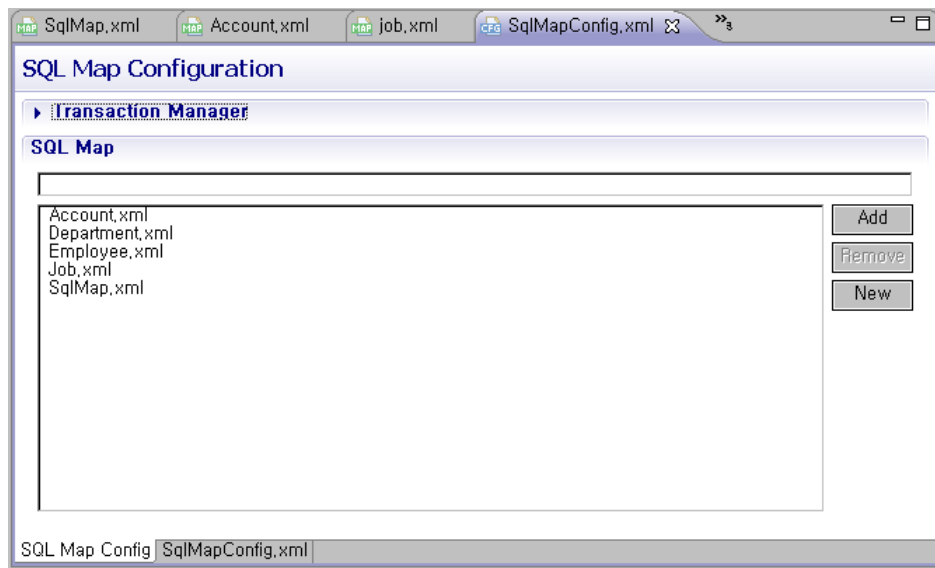 SqlMap.xml Account.xml job.xml SqlMapConfig.xml »3
SQL Map Configuration
Transaction Manager
SQL Map
Account.xml
Department.xml
Employee.xml
Job.xml
SqlMap.xml
Add
Remove
New
SQL Map Config SqlMapConfig.xml